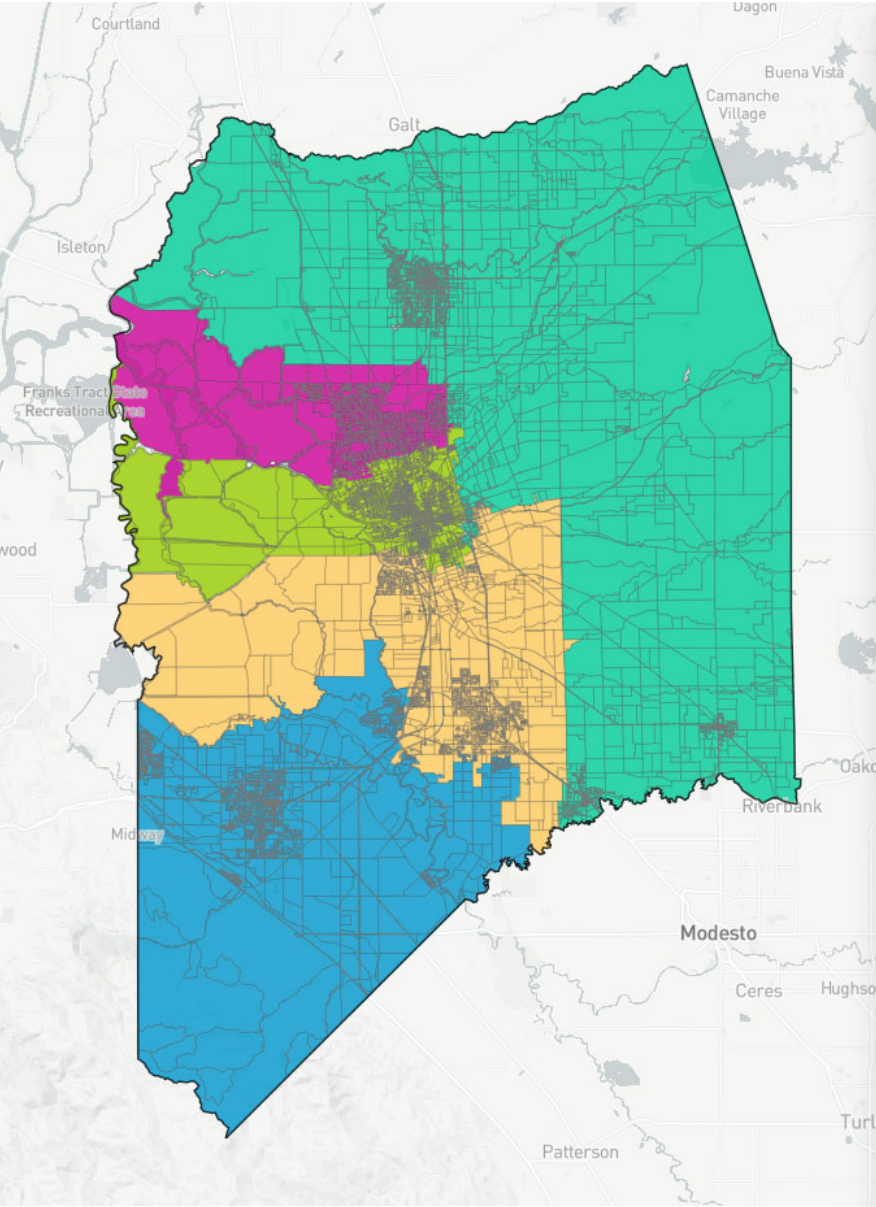 Dagon
Courtland
Buena Vista
Camanche
Village
Galt
Isleton
Franks Tract State
Recreational Area
wood
Oakd
Riverbank
Midway
Modesto
Ceres
Hughso
Turl
Patterson